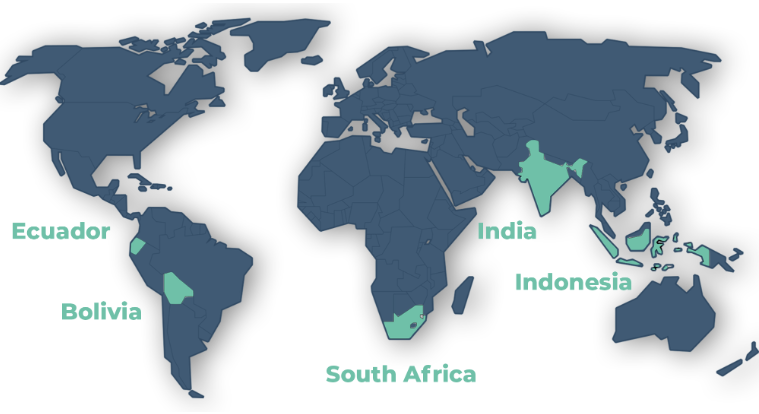 Ecuador
India
Indonesia
Bolivia
South Africa